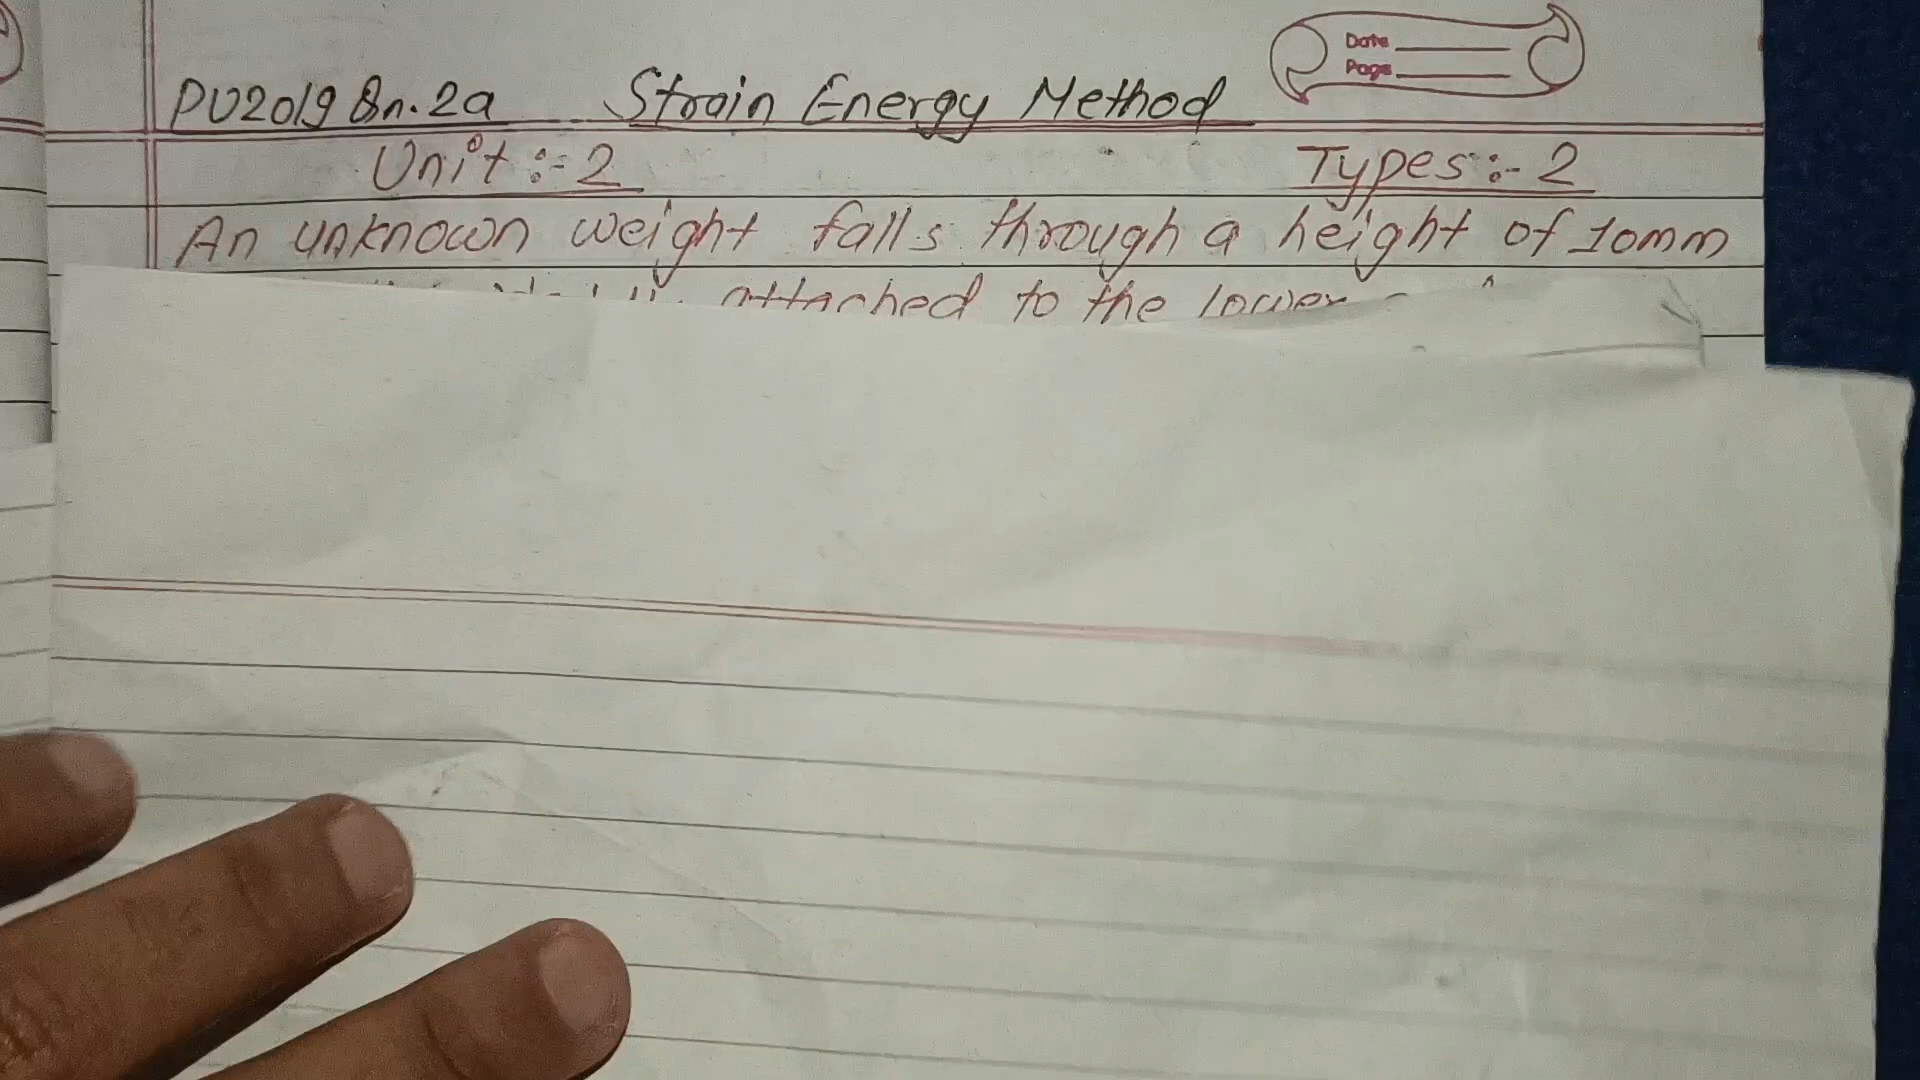 Date
Page
PU2019 Qn.2a Strain Energy Method
Unit :- 2 Types :- 2
An unknown weight falls through a height of 10mm
attached to the lower